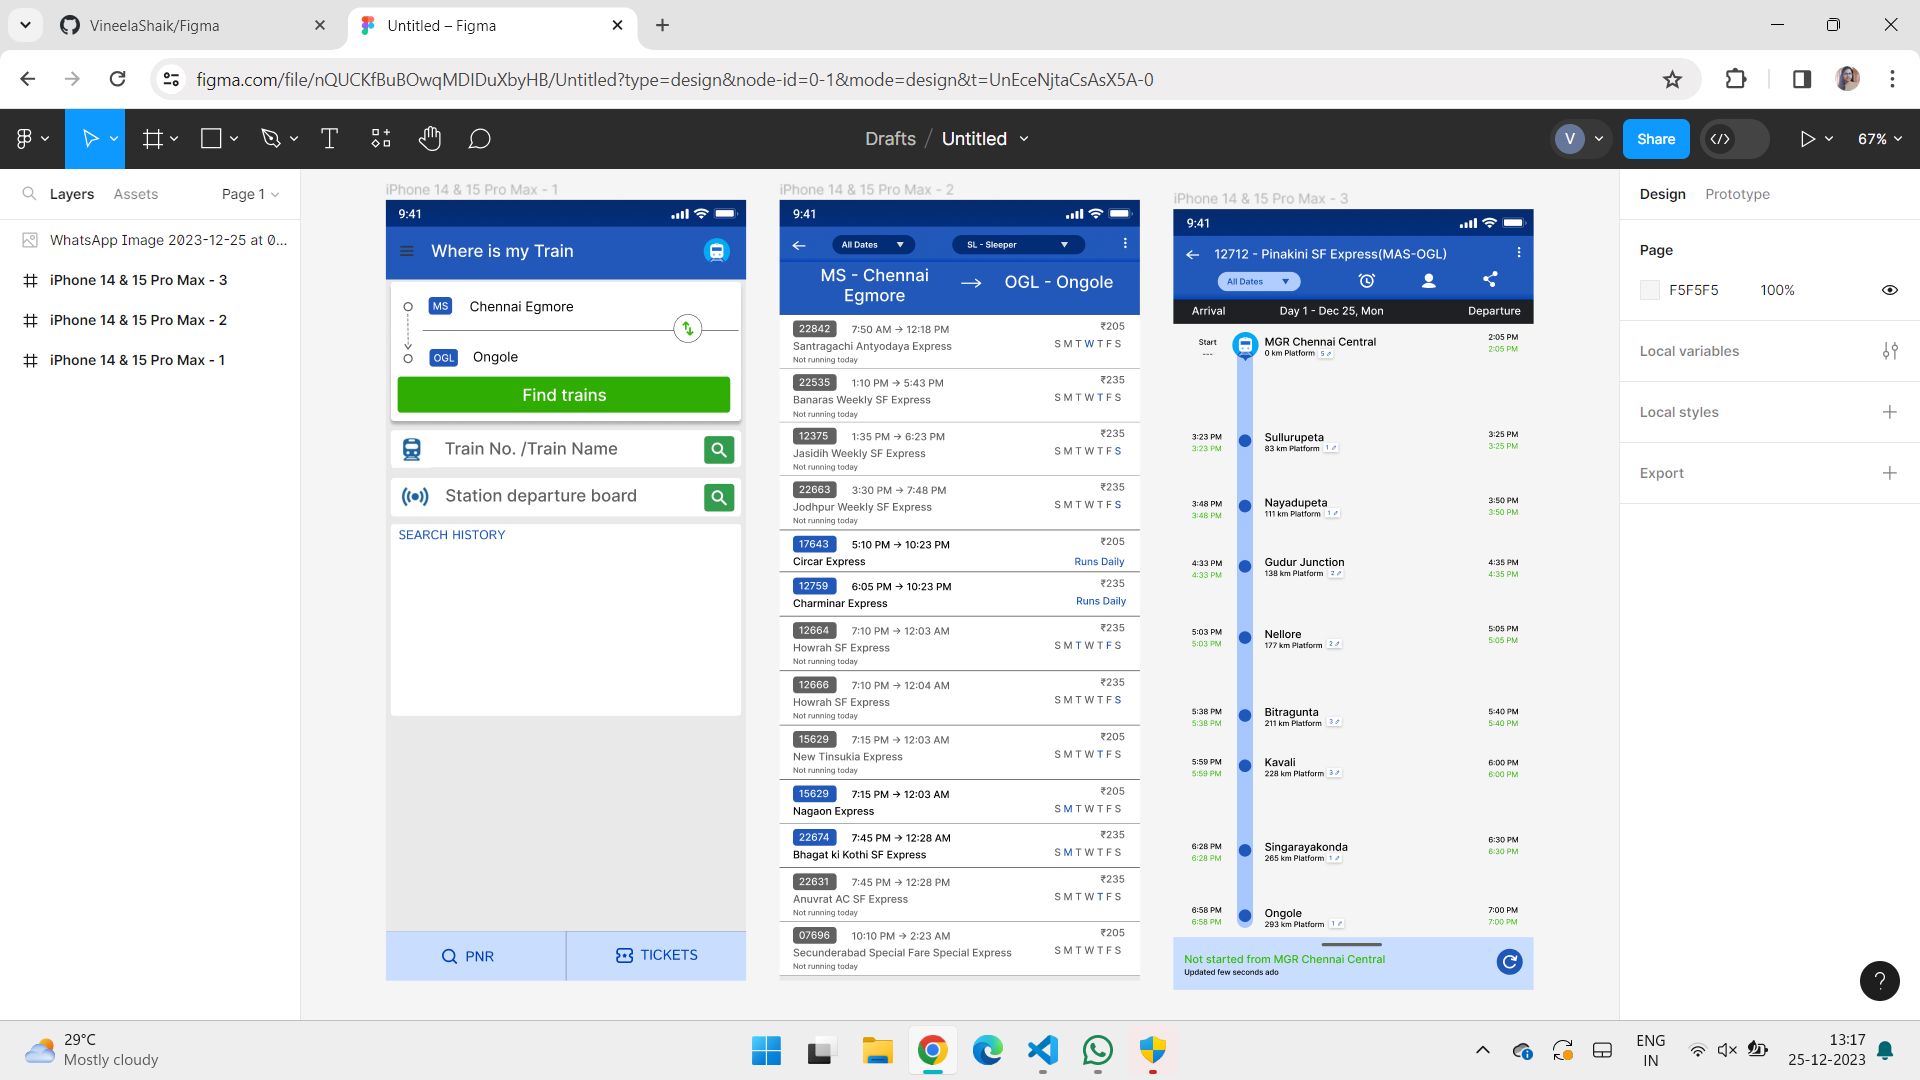 VineelaShaik/Figma
Untitled – Figma
figma.com/file/nQUCKfBuBOwqMDIDuXbyHB/Untitled?type=design&node-id=0-1&mode=design&t=UnEceNjtaCsAsX5A-0
Drafts / Untitled
V
Share
67%
Layers
Assets
Page 1
WhatsApp Image 2023-12-25 at 0...
iPhone 14 & 15 Pro Max - 3
iPhone 14 & 15 Pro Max - 2
iPhone 14 & 15 Pro Max - 1
iPhone 14 & 15 Pro Max - 1
9:41
Where is my Train
MS Chennai Egmore
OGL Ongole
Find trains
Train No. /Train Name
Station departure board
SEARCH HISTORY
PNR
TICKETS
iPhone 14 & 15 Pro Max - 2
9:41
All Dates
SL - Sleeper
MS - Chennai Egmore
OGL - Ongole
22842 7:50 AM → 12:18 PM ₹205
Santragachi Antyodaya Express S M T W T F S
Not running today
22535 1:10 PM → 5:43 PM ₹235
Banaras Weekly SF Express S M T W T F S
Not running today
12375 1:35 PM → 6:23 PM ₹235
Jasidih Weekly SF Express S M T W T F S
Not running today
22663 3:30 PM → 7:48 PM ₹235
Jodhpur Weekly SF Express S M T W T F S
Not running today
17643 5:10 PM → 10:23 PM ₹205
Circar Express Runs Daily
12759 6:05 PM → 10:23 PM ₹235
Charminar Express Runs Daily
12664 7:10 PM → 12:03 AM ₹235
Howrah SF Express S M T W T F S
Not running today
12666 7:10 PM → 12:04 AM ₹235
Howrah SF Express S M T W T F S
Not running today
15629 7:15 PM → 12:03 AM ₹205
New Tinsukia Express S M T W T F S
Not running today
15629 7:15 PM → 12:03 AM ₹205
Nagaon Express S M T W T F S
22674 7:45 PM → 12:28 AM ₹235
Bhagat ki Kothi SF Express S M T W T F S
22631 7:45 PM → 12:28 PM ₹235
Anuvrat AC SF Express S M T W T F S
Not running today
07696 10:10 PM → 2:23 AM ₹205
Secunderabad Special Fare Special Express S M T W T F S
Not running today
iPhone 14 & 15 Pro Max - 3
9:41
12712 - Pinakini SF Express(MAS-OGL)
All Dates
Arrival Day 1 - Dec 25, Mon Departure
Start MGR Chennai Central 2:05 PM
--- 0 km Platform 5 2:05 PM
3:23 PM Sullurupeta 3:25 PM
3:23 PM 83 km Platform 1 3:25 PM
3:48 PM Nayadupeta 3:50 PM
3:48 PM 111 km Platform 1 3:50 PM
4:33 PM Gudur Junction 4:35 PM
4:33 PM 138 km Platform 2 4:35 PM
5:03 PM Nellore 5:05 PM
5:03 PM 177 km Platform 2 5:05 PM
5:38 PM Bitragunta 5:40 PM
5:38 PM 211 km Platform 3 5:40 PM
5:59 PM Kavali 6:00 PM
5:59 PM 228 km Platform 3 6:00 PM
6:28 PM Singarayakonda 6:30 PM
6:28 PM 265 km Platform 1 6:30 PM
6:58 PM Ongole 7:00 PM
6:58 PM 293 km Platform 1 7:00 PM
Not started from MGR Chennai Central
Updated few seconds ago
Design
Prototype
Page
F5F5F5 100%
Local variables
Local styles
Export
?
29°C
Mostly cloudy
ENG
IN
13:17
25-12-2023